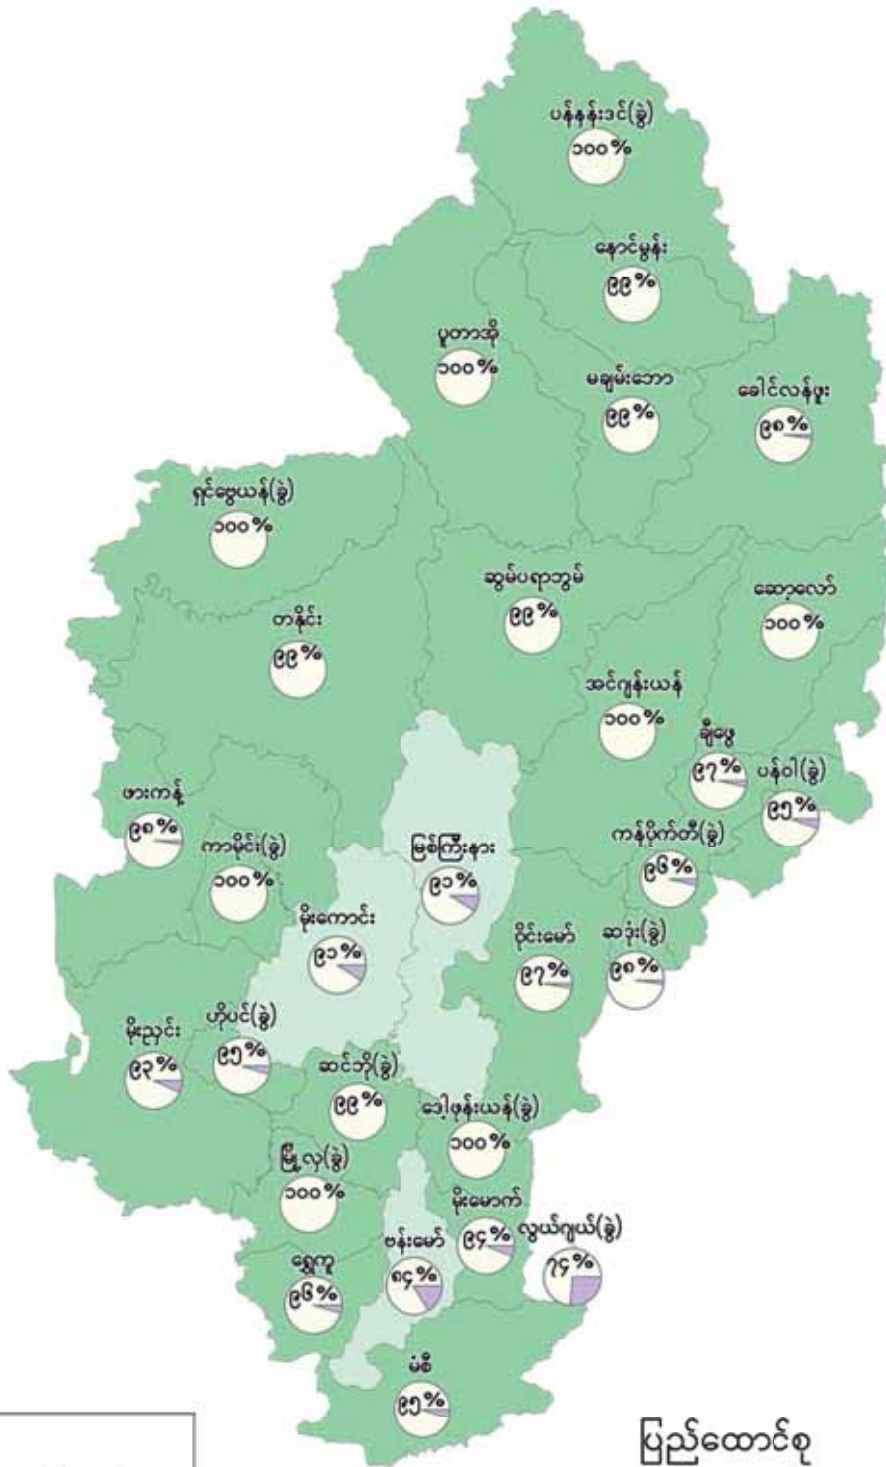 ပန်နန်းဒင်(ခွဲ)
၁၀၀%
နောင်မွန်း
၉၉%
ပူတာအို
၁၀၀%
မချမ်းဘော
၉၉%
ခေါင်လန်ဖူး
၉၈%
ရှင်ဗွေယန်(ခွဲ)
၁၀၀%
ဆွမ်ပရာဘွမ်
၉၉%
ဆော့လော်
၁၀၀%
တနိုင်း
၉၉%
အင်ဂျန်းယန်
၁၀၀%
ချီဖွေ
၉၇%
ပန်ဝါ(ခွဲ)
၉၅%
ဖားကန့်
၉၈%
ကာမိုင်း(ခွဲ)
၁၀၀%
မြစ်ကြီးနား
၉၁%
ကန်ပိုက်တီ(ခွဲ)
၉၆%
မိုးကောင်း
၉၁%
ဝိုင်းမော်
၉၇%
ဆဒုံး(ခွဲ)
၉၈%
မိုးညှင်း
၉၃%
ဟိုပင်(ခွဲ)
၉၅%
ဆင်ဘို(ခွဲ)
၉၉%
ဒေါ့ဖုန်းယန်(ခွဲ)
၁၀၀%
မြို့လှ(ခွဲ)
၁၀၀%
မိုးမောက်
၉၄%
လွယ်ဂျယ်(ခွဲ)
၇၄%
ဗန်းမော်
၈၄%
ရွှေကူ
၉၆%
မံစီ
၉၅%
ပြည်ထောင်စု